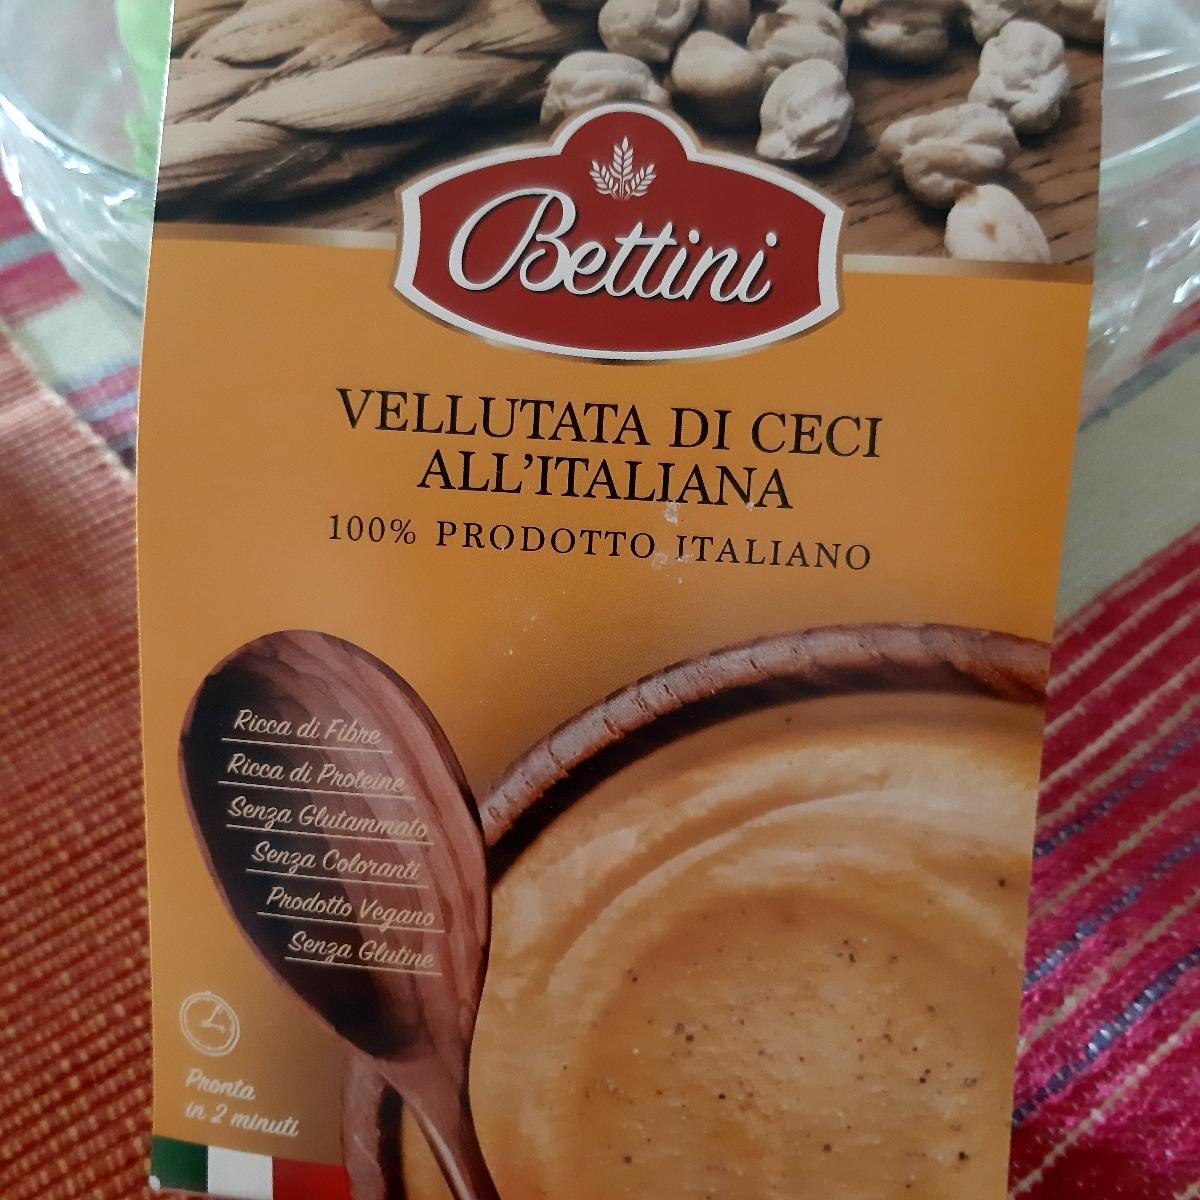 Bettini
VELLUTATA DI CECI
ALL'ITALIANA
100% PRODOTTO ITALIANO
Ricca di Fibre
Ricca di Proteine
Senza Glutammato
Senza Coloranti
Prodotto Vegano
Senza Glutine
Pronta
in 2 minuti